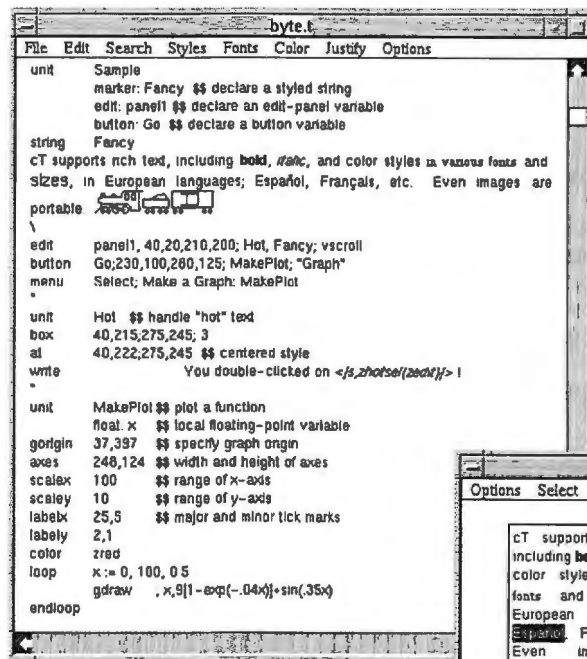 byte.t
File Edit Search Styles Fonts Color Justify Options
unit Sample
marker: Fancy $$ declare a styled string
edit: panel1 $$ declare an edit-panel variable
button: Go $$ declare a button variable
string Fancy
cT supports rich text, including bold, italic, and color styles in various fonts and
sizes, in European languages; Español, Français, etc. Even images are
portable.
\
edit panel1, 40,20,210,200; Hot, Fancy; vscroll
button Go;230,100,280,125; MakePlot; "Graph"
menu Select; Make a Graph: MakePlot
*
unit Hot $$ handle "hot" text
box 40,215;275,245; 3
at 40,222;275,245 $$ centered style
write You double-clicked on </s,zhotsel(zedit)/> !
*
unit MakePlot $$ plot a function
float: x $$ local floating-point variable
gorigin 37,397 $$ specify graph origin
axes 248,124 $$ width and height of axes
scalex 100 $$ range of x-axis
scaley 10 $$ range of y-axis
labelx 25,5 $$ major and minor tick marks
labely 2,1
color zred
loop x := 0, 100, 0.5
gdraw , x,9[1-exp(-.04x)]+sin(.35x)
endloop
Options Select
cT support
including be
color style
fonts and
European
Español F
Even im